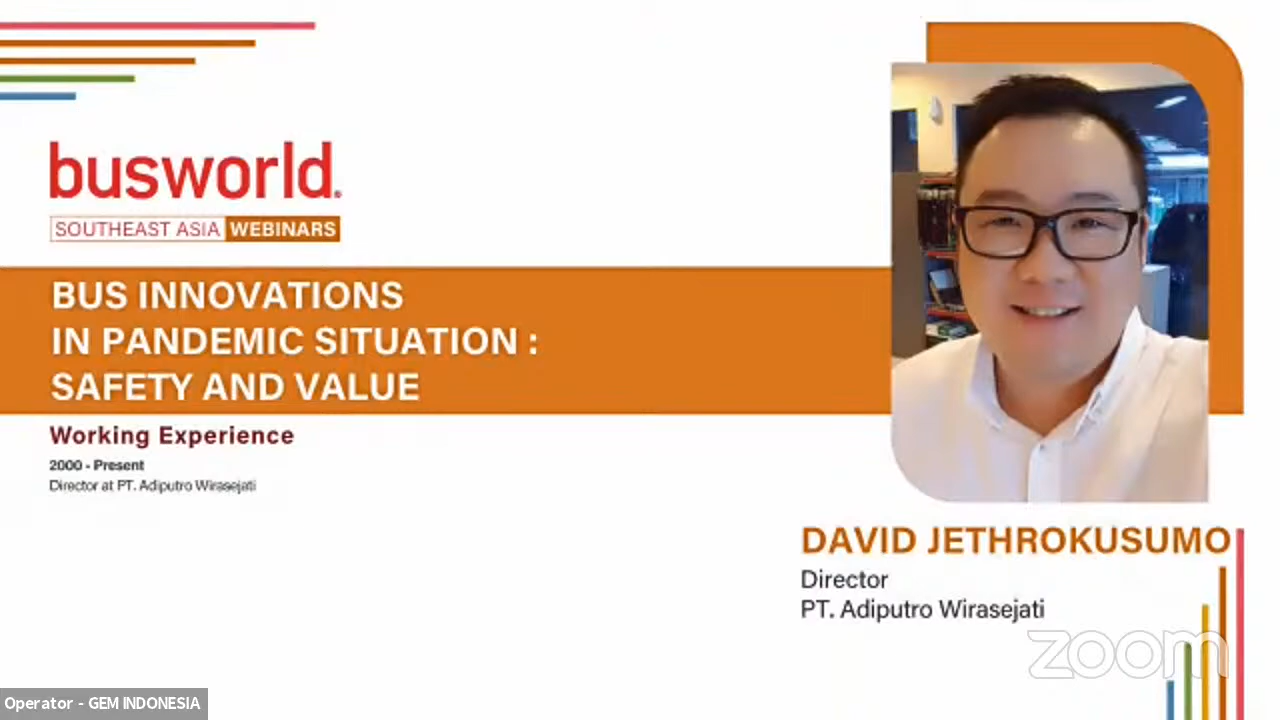 busworld
SOUTHEAST ASIA WEBINARS
BUS INNOVATIONS
IN PANDEMIC SITUATION :
SAFETY AND VALUE
Working Experience
2000 - Present
Director at PT. Adiputro Wirasejati
DAVID JETHROKUSUMO
Director
PT. Adiputro Wirasejati
zoom
Operator - GEM INDONESIA